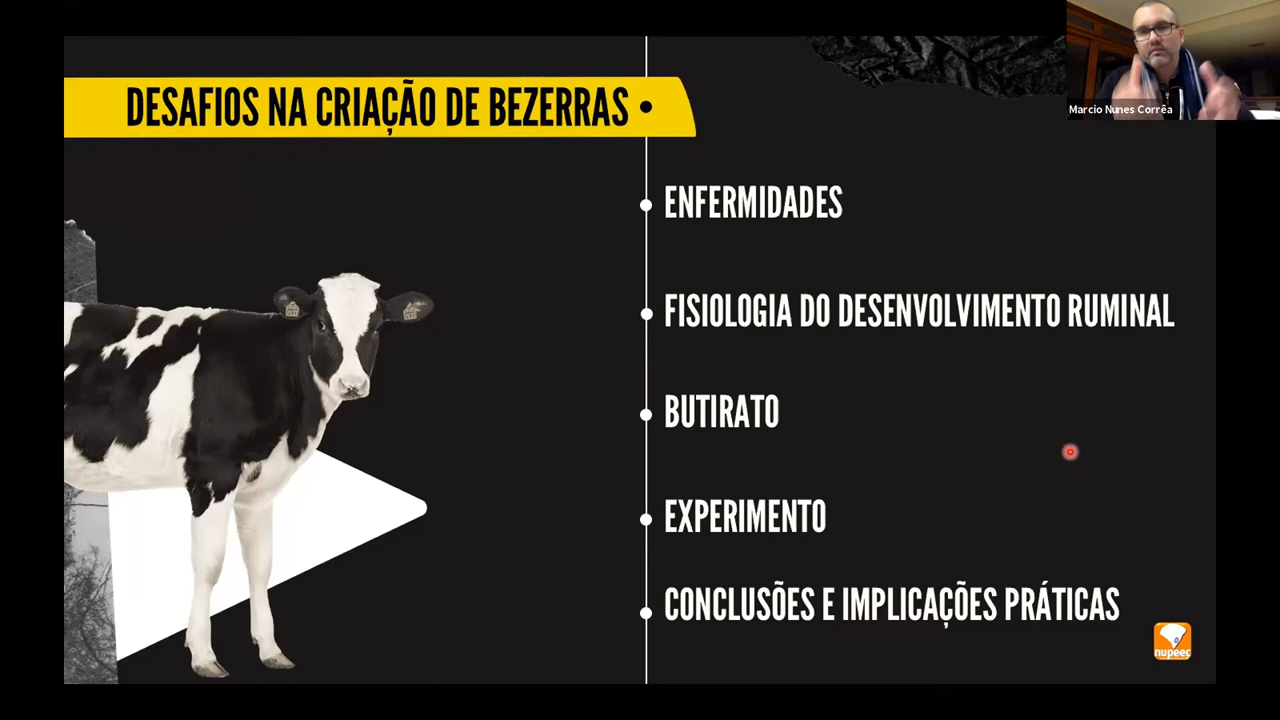 Marcio Nunes Corrêa
DESAFIOS NA CRIAÇÃO DE BEZERRAS
ENFERMIDADES
FISIOLOGIA DO DESENVOLVIMENTO RUMINAL
BUTIRATO
EXPERIMENTO
CONCLUSÕES E IMPLICAÇÕES PRÁTICAS
nupeec